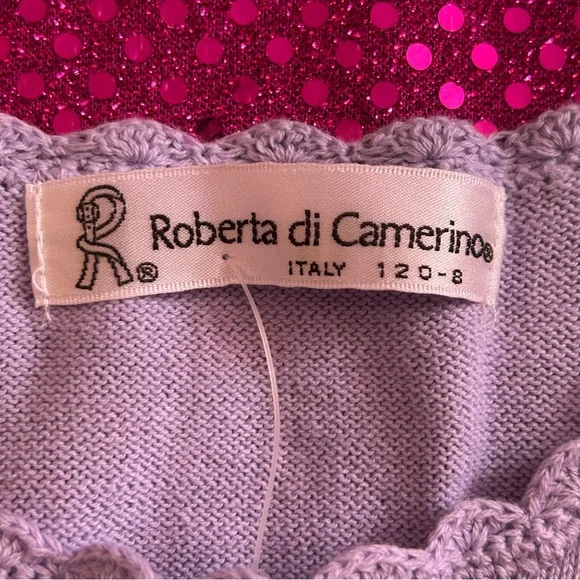 R® Roberta di Camerino®
ITALY 120-8